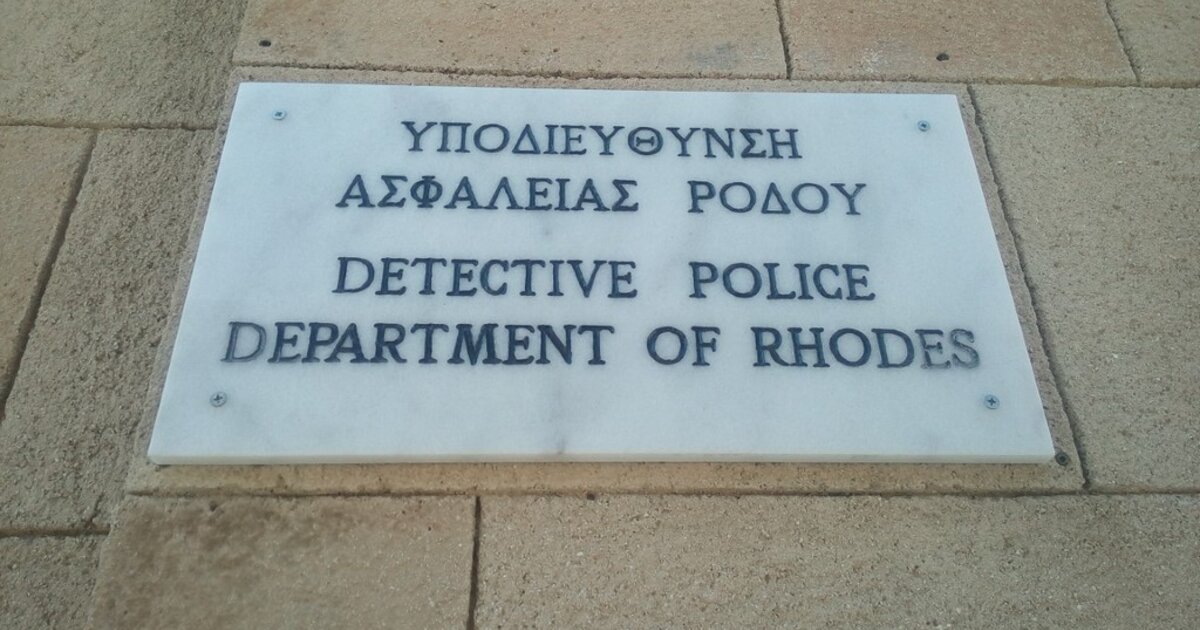 ΥΠΟΔΙΕΥΘΥΝΣΗ
ΑΣΦΑΛΕΙΑΣ ΡΟΔΟΥ
DETECTIVE POLICE
DEPARTMENT OF RHODES